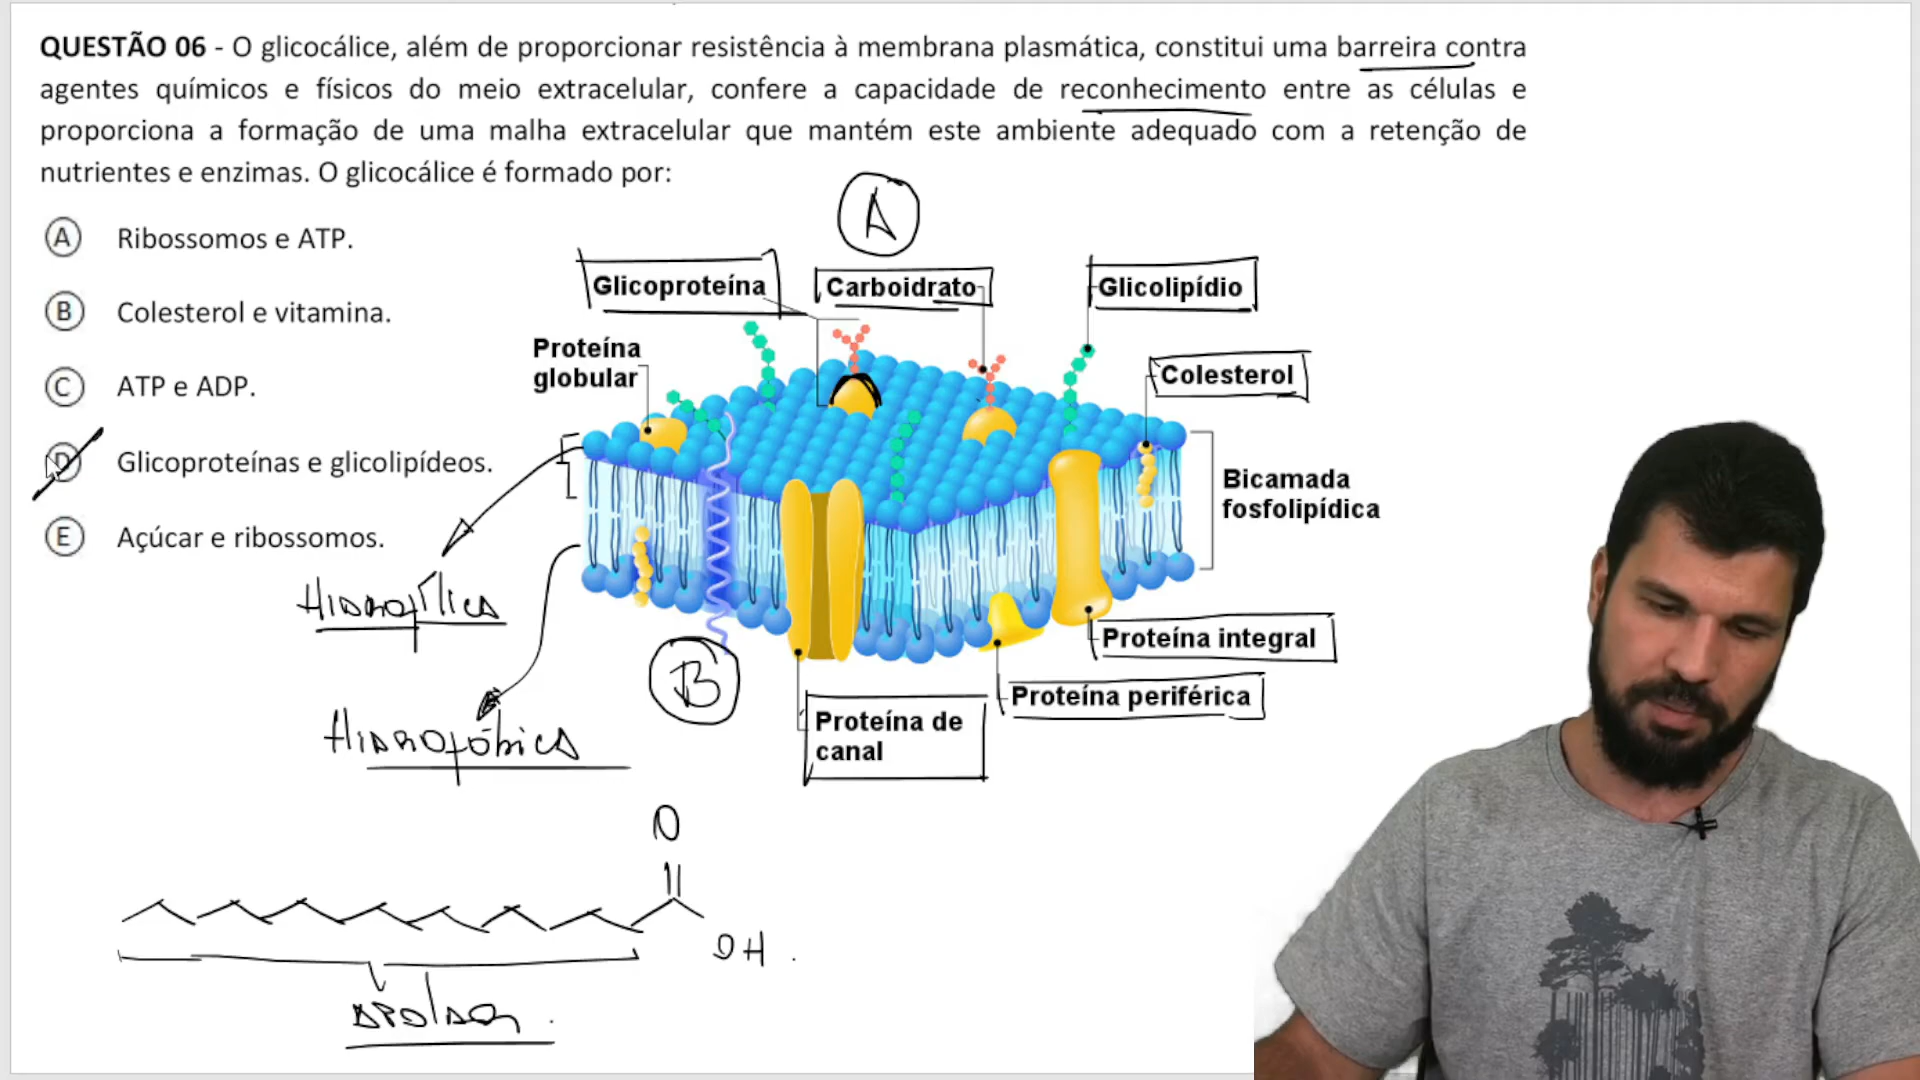 QUESTÃO 06 - O glicocálice, além de proporcionar resistência à membrana plasmática, constitui uma barreira contra
agentes químicos e físicos do meio extracelular, confere a capacidade de reconhecimento entre as células e
proporciona a formação de uma malha extracelular que mantém este ambiente adequado com a retenção de
nutrientes e enzimas. O glicocálice é formado por:
A Ribossomos e ATP.
B Colesterol e vitamina.
C ATP e ADP.
D Glicoproteínas e glicolipídeos.
E Açúcar e ribossomos.
A
Glicoproteína
Carboidrato
Glicolipídio
Proteína
globular
Colesterol
Bicamada
fosfolipídica
Hidrofílica
B
Proteína integral
Proteína periférica
Proteína de
canal
Hidrofóbica
O
OH
Apolar